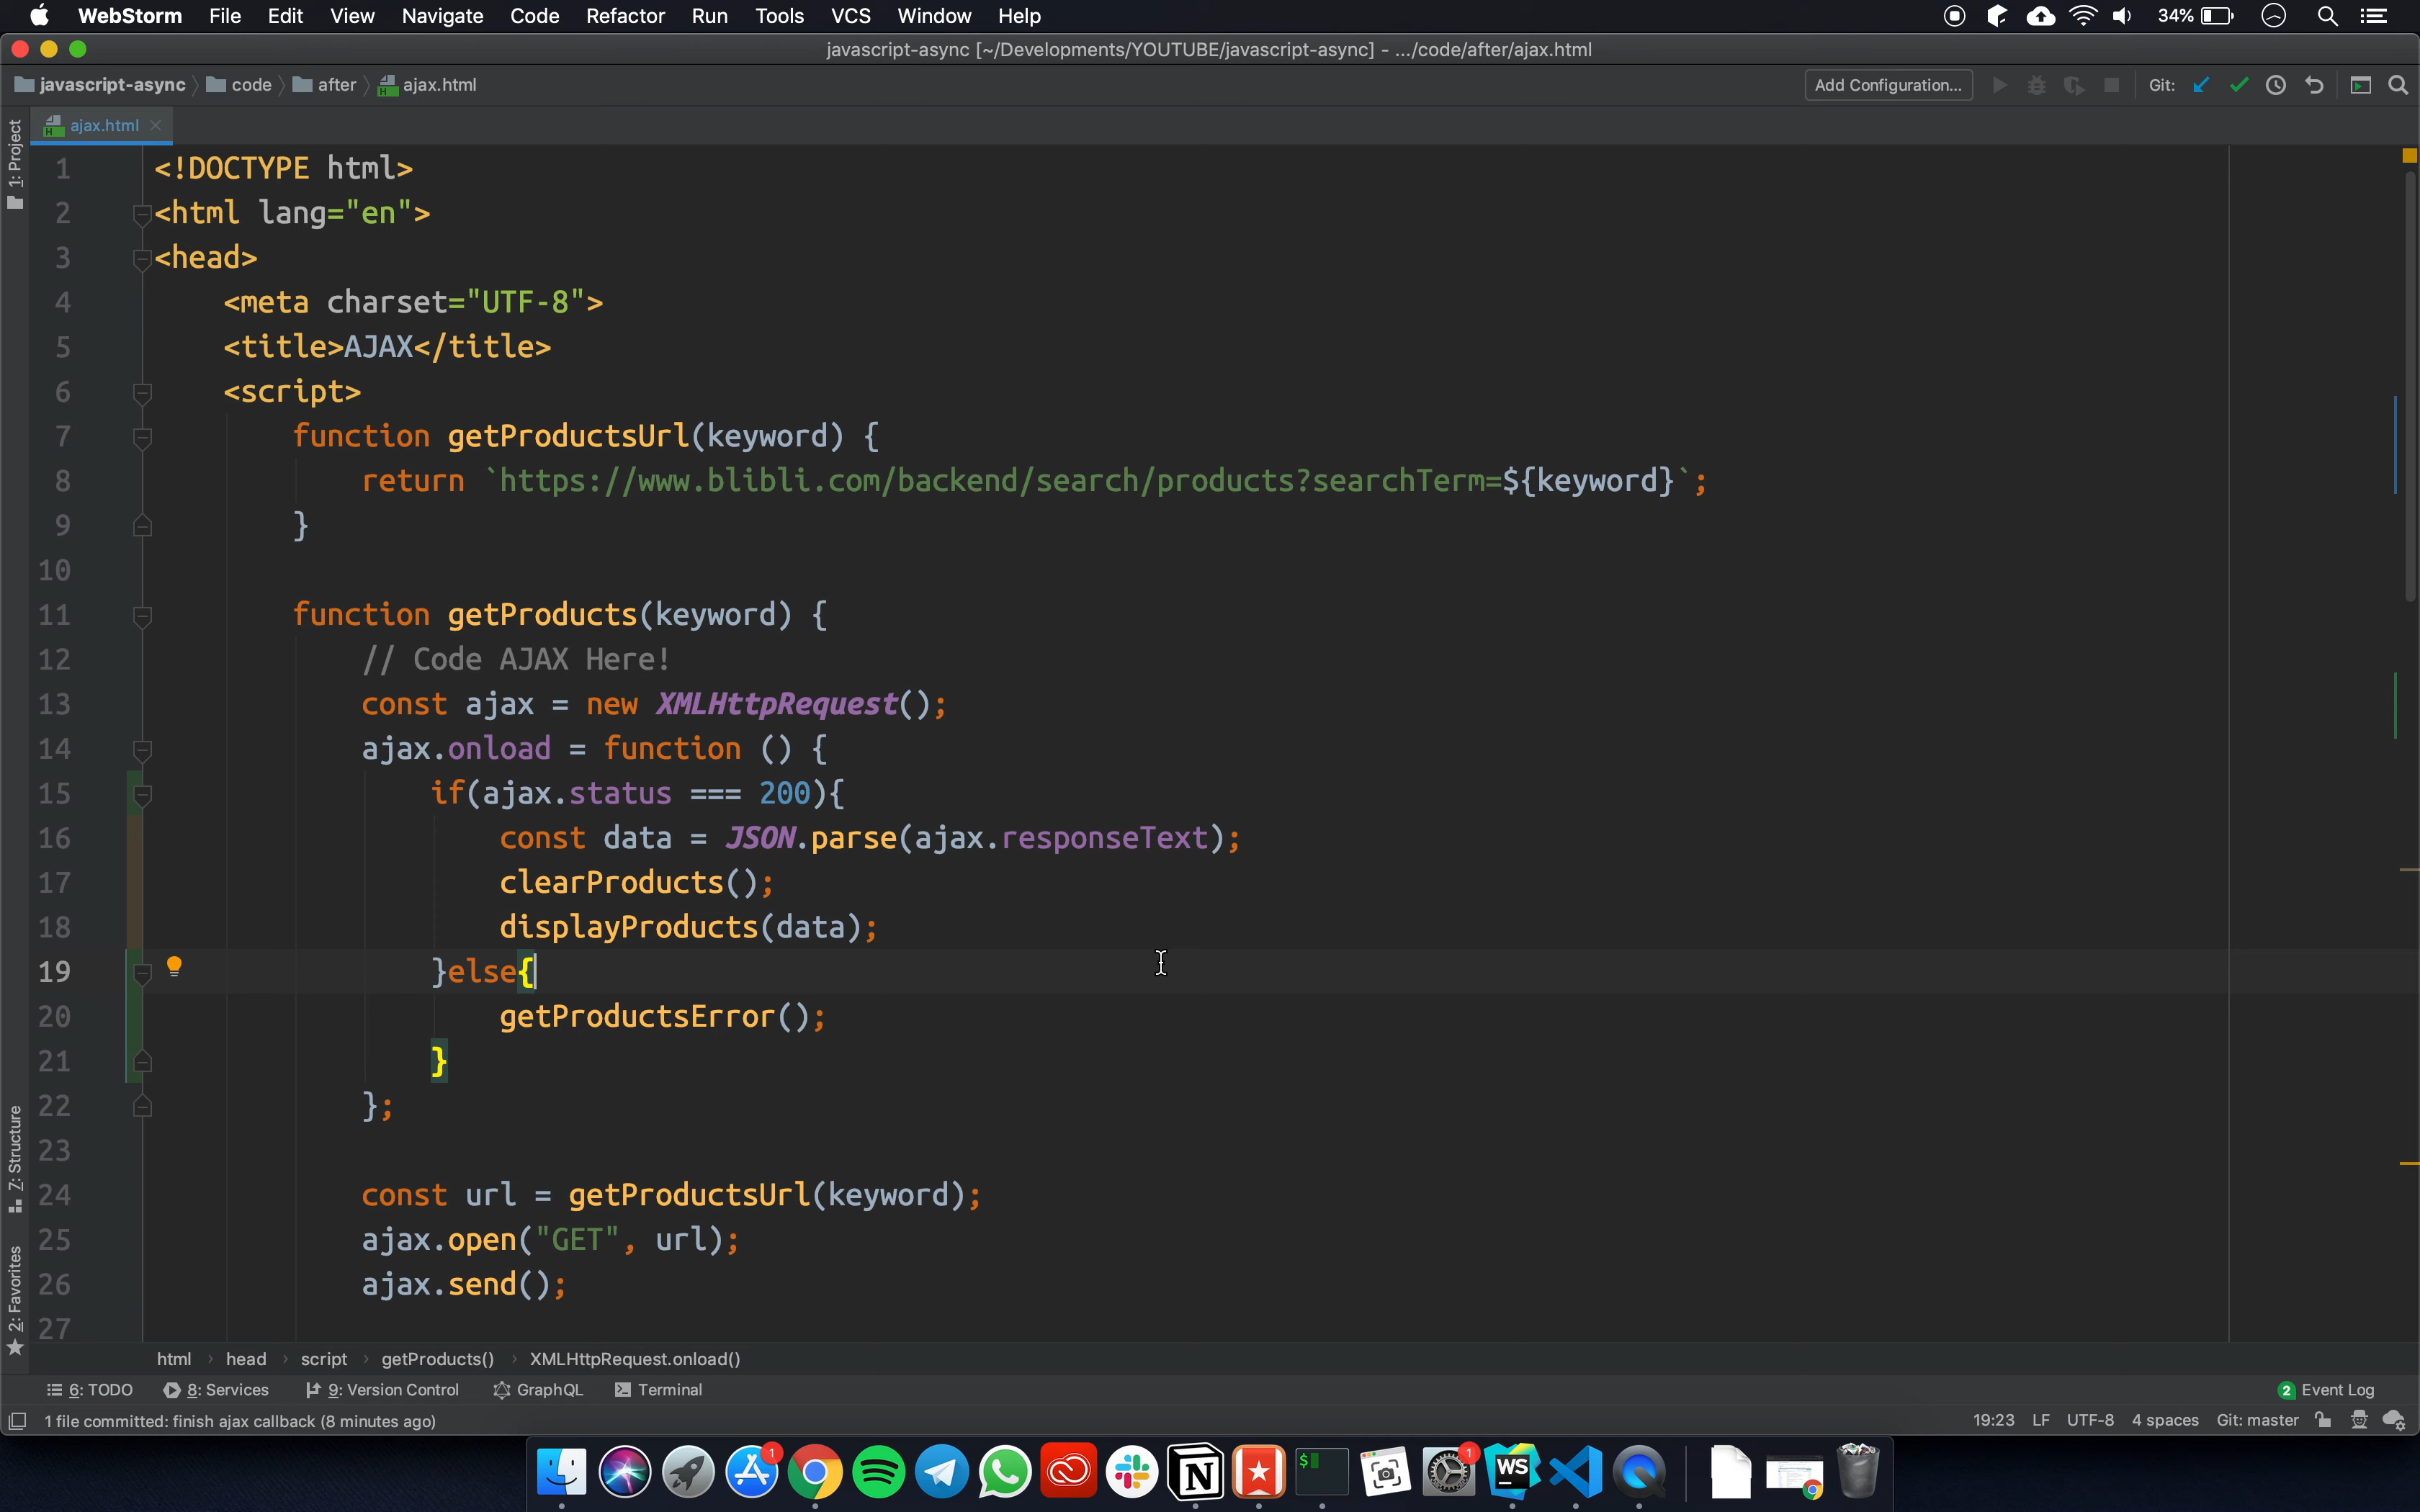 WebStorm File Edit View Navigate Code Refactor Run Tools VCS Window Help 34%
javascript-async [~/Developments/YOUTUBE/javascript-async] - .../code/after/ajax.html
javascript-async code after ajax.html Add Configuration... Git:
ajax.html
1: Project
1 <!DOCTYPE html>
2 <html lang="en">
3 <head>
4 <meta charset="UTF-8">
5 <title>AJAX</title>
6 <script>
7 function getProductsUrl(keyword) {
8 return `https://www.blibli.com/backend/search/products?searchTerm=${keyword}`;
9 }
10
11 function getProducts(keyword) {
12 // Code AJAX Here!
13 const ajax = new XMLHttpRequest();
14 ajax.onload = function () {
15 if(ajax.status === 200){
16 const data = JSON.parse(ajax.responseText);
17 clearProducts();
18 displayProducts(data);
19 }else{
20 getProductsError();
21 }
22 };
23
24 const url = getProductsUrl(keyword);
25 ajax.open("GET", url);
26 ajax.send();
27
7: Structure
2: Favorites
html head script getProducts() XMLHttpRequest.onload()
6: TODO 8: Services 9: Version Control GraphQL Terminal 2 Event Log
1 file committed: finish ajax callback (8 minutes ago) 19:23 LF UTF-8 4 spaces Git: master
1 N $ 1 WS